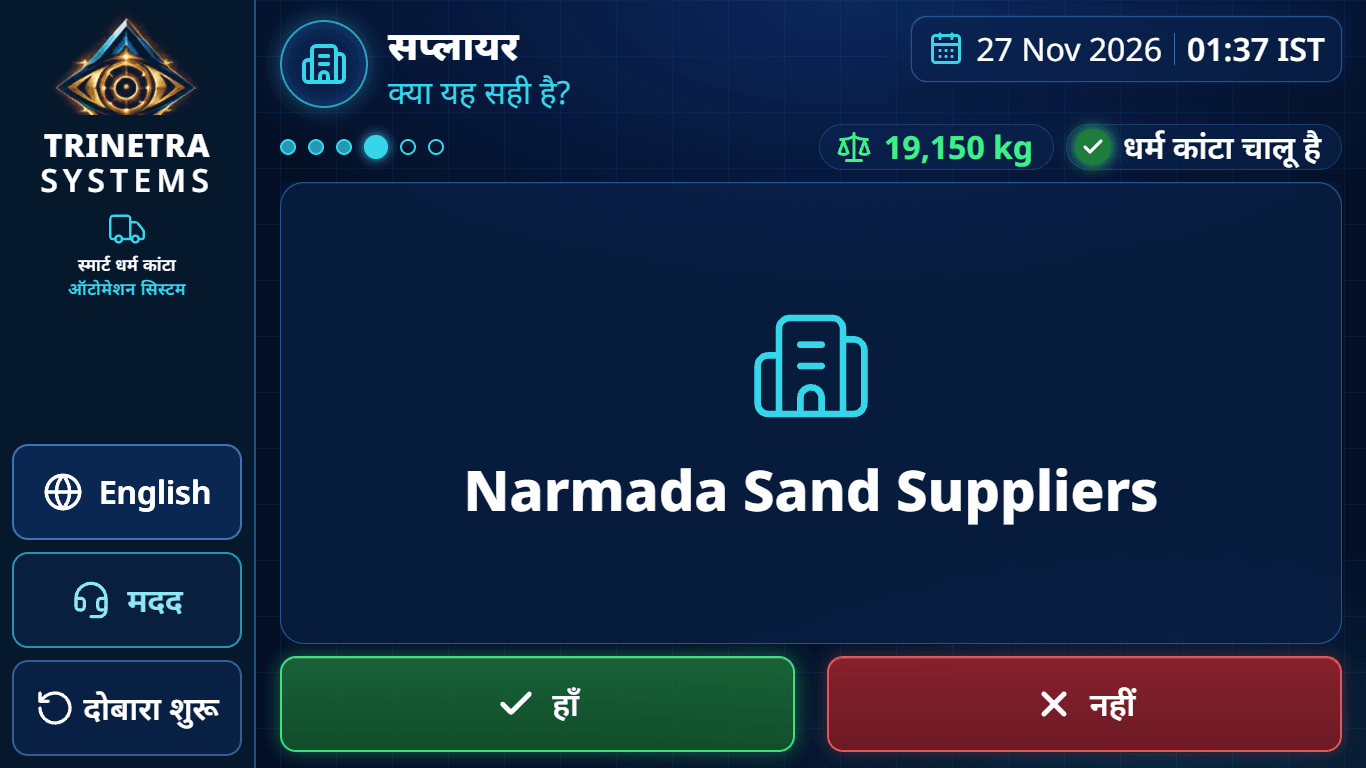 TRINETRA
SYSTEMS
स्मार्ट धर्म कांटा
ऑटोमेशन सिस्टम
English
मदद
दोबारा शुरू
सप्लायर
क्या यह सही है?
27 Nov 2026 01:37 IST
19,150 kg
धर्म कांटा चालू है
Narmada Sand Suppliers
हाँ
नहीं